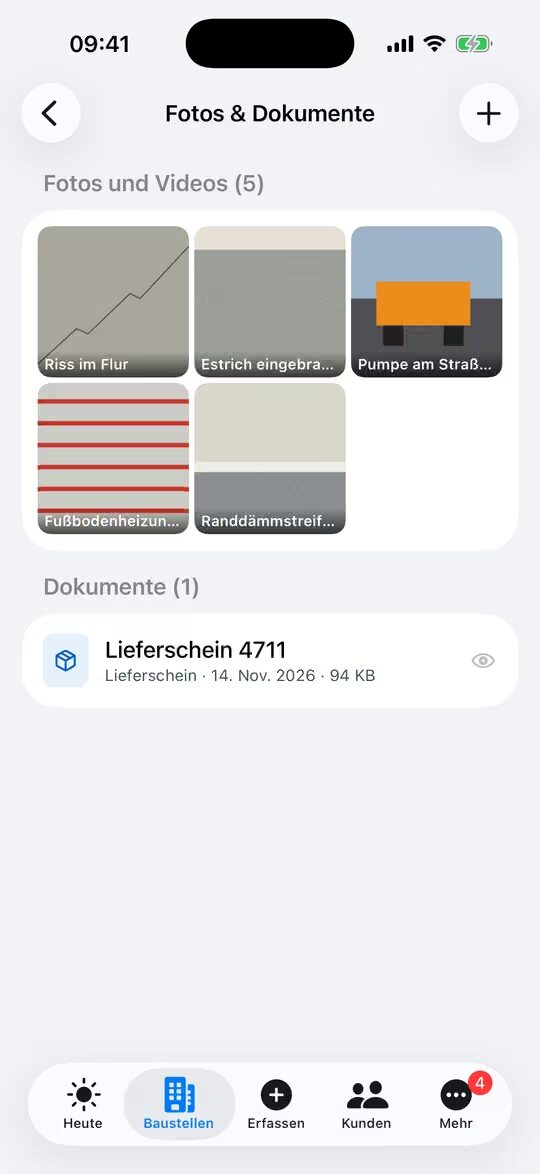 09:41
Fotos & Dokumente
Fotos und Videos (5)
Riss im Flur
Estrich eingebra...
Pumpe am Straß...
Fußbodenheizun...
Randdämmstreif...
Dokumente (1)
Lieferschein 4711
Lieferschein · 14. Nov. 2026 · 94 KB
4
Heute
Baustellen
Erfassen
Kunden
Mehr